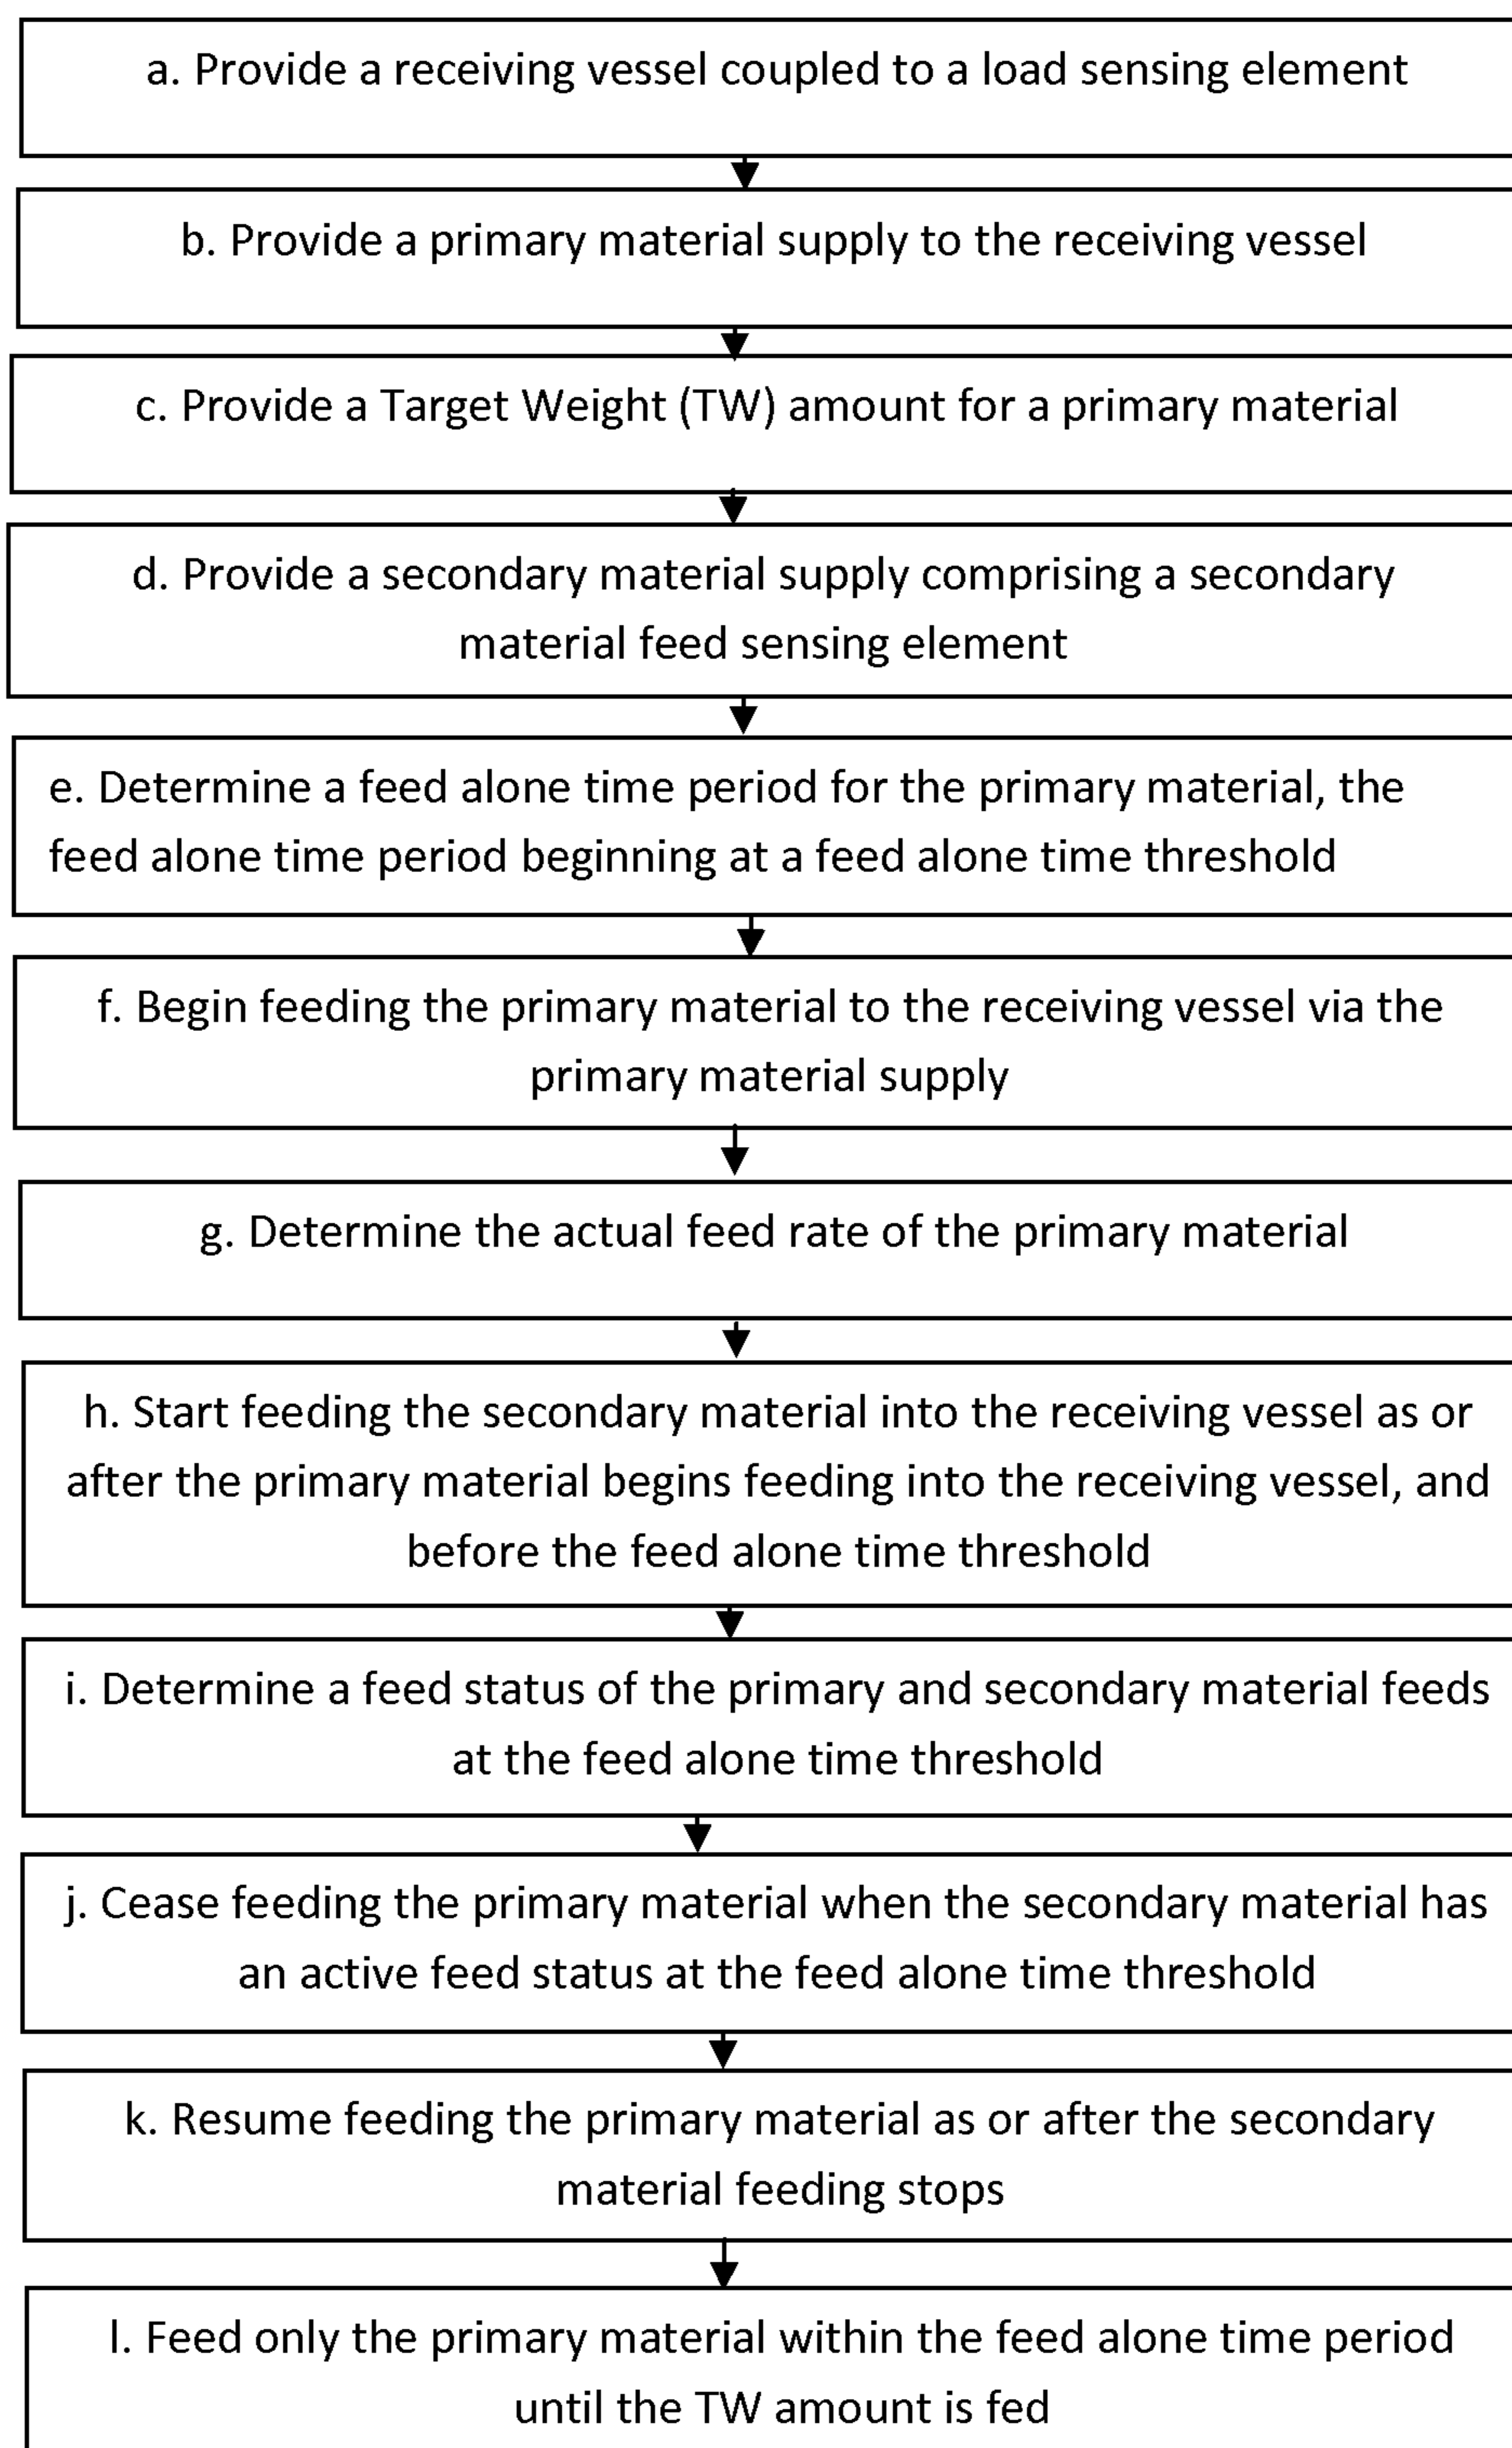 a. Provide a receiving vessel coupled to a load sensing element
b. Provide a primary material supply to the receiving vessel
c. Provide a Target Weight (TW) amount for a primary material
d. Provide a secondary material supply comprising a secondary
material feed sensing element
e. Determine a feed alone time period for the primary material, the
feed alone time period beginning at a feed alone time threshold
f. Begin feeding the primary material to the receiving vessel via the
primary material supply
g. Determine the actual feed rate of the primary material
h. Start feeding the secondary material into the receiving vessel as or
after the primary material begins feeding into the receiving vessel, and
before the feed alone time threshold
i. Determine a feed status of the primary and secondary material feeds
at the feed alone time threshold
j. Cease feeding the primary material when the secondary material has
an active feed status at the feed alone time threshold
k. Resume feeding the primary material as or after the secondary
material feeding stops
l. Feed only the primary material within the feed alone time period
until the TW amount is fed